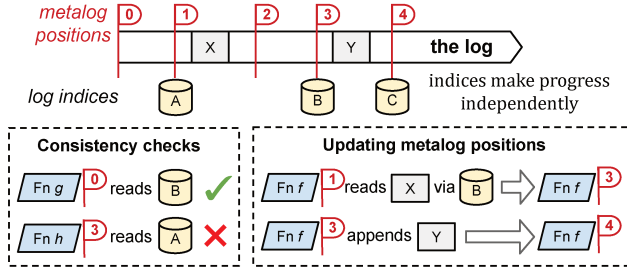 metalog positions
0 1 2 3 4
X Y the log
log indices A B C
indices make progress
independently
Consistency checks
Fn g 0 reads B
Fn h 3 reads A
Updating metalog positions
Fn f 1 reads X via B Fn f 3
Fn f 3 appends Y Fn f 4